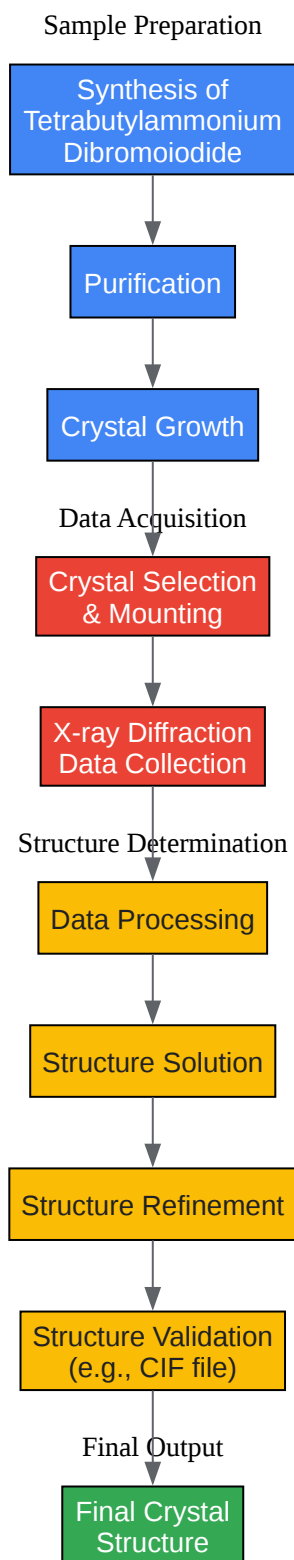 Sample Preparation
Synthesis of
Tetrabutylammonium
Dibromoiodide
Purification
Crystal Growth
Data Acquisition
Crystal Selection
& Mounting
X-ray Diffraction
Data Collection
Structure Determination
Data Processing
Structure Solution
Structure Refinement
Structure Validation
(e.g., CIF file)
Final Output
Final Crystal
Structure